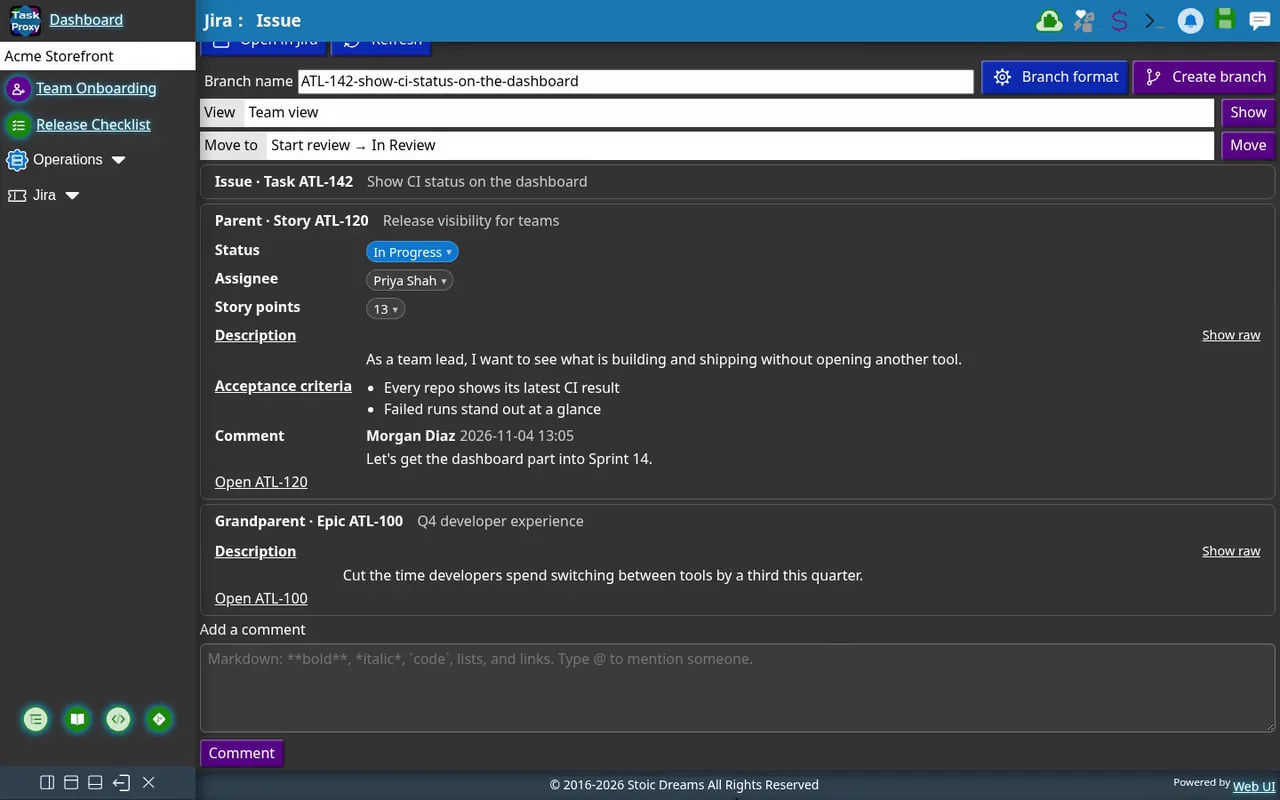 Task Proxy
Dashboard
Jira : Issue
Acme Storefront
Team Onboarding
Release Checklist
Operations
Jira
Open in Jira
Refresh
Branch name
ATL-142-show-ci-status-on-the-dashboard
Branch format
Create branch
View
Team view
Show
Move to
Start review → In Review
Move
Issue · Task ATL-142 Show CI status on the dashboard
Parent · Story ATL-120 Release visibility for teams
Status In Progress ▾
Assignee Priya Shah ▾
Story points 13 ▾
Description Show raw
As a team lead, I want to see what is building and shipping without opening another tool.
Acceptance criteria • Every repo shows its latest CI result
• Failed runs stand out at a glance
Comment Morgan Diaz 2026-11-04 13:05
Let's get the dashboard part into Sprint 14.
Open ATL-120
Grandparent · Epic ATL-100 Q4 developer experience
Description Show raw
Cut the time developers spend switching between tools by a third this quarter.
Open ATL-100
Add a comment
Markdown: **bold**, *italic*, `code`, lists, and links. Type @ to mention someone.
Comment
© 2016-2026 Stoic Dreams All Rights Reserved
Powered by Web UI